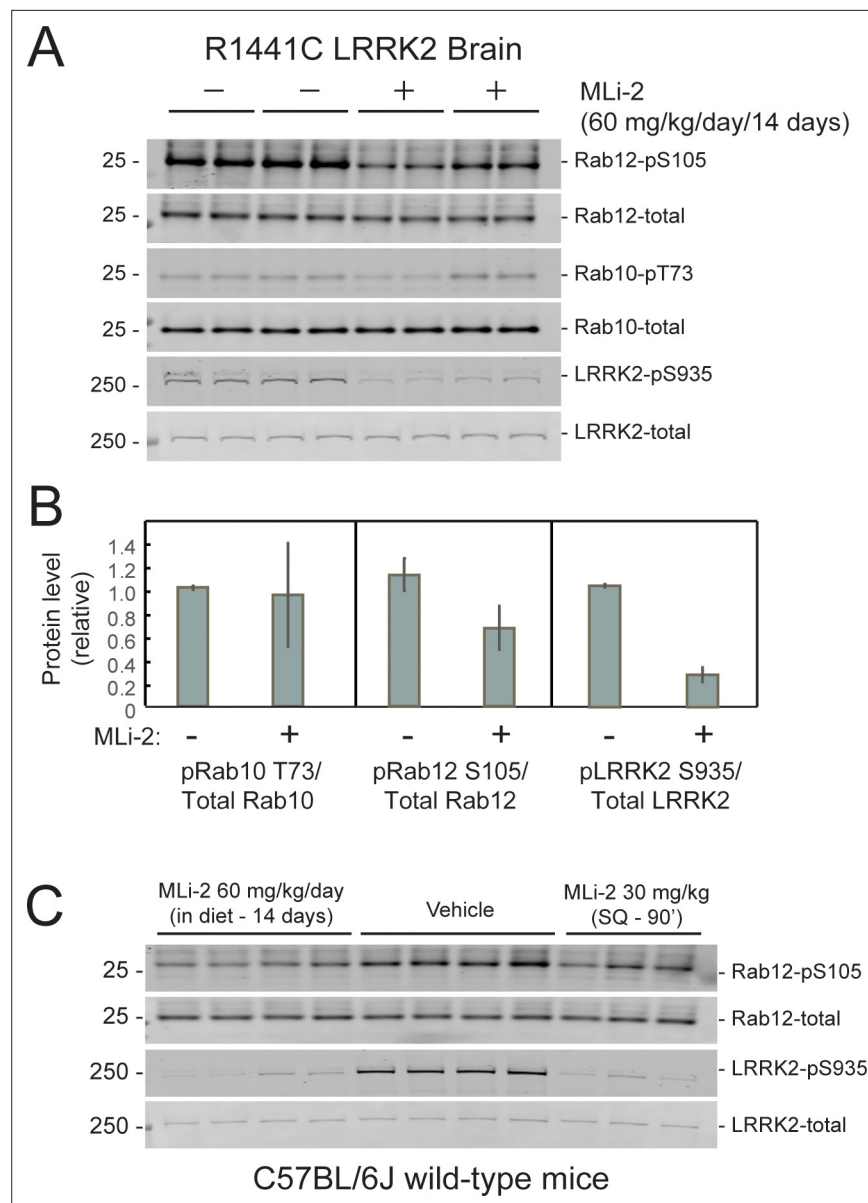 A
R1441C LRRK2 Brain
– – + +
MLi-2
(60 mg/kg/day/14 days)
25 - - Rab12-pS105
25 - - Rab12-total
25 - - Rab10-pT73
25 - - Rab10-total
250 - - LRRK2-pS935
250 - - LRRK2-total
B
Protein level
(relative)
1.4
1.2
1.0
0.8
0.6
0.4
0.2
0
MLi-2: - + - + - +
pRab10 T73/
Total Rab10
pRab12 S105/
Total Rab12
pLRRK2 S935/
Total LRRK2
C
MLi-2 60 mg/kg/day
(in diet - 14 days)
Vehicle
MLi-2 30 mg/kg
(SQ - 90')
25 - - Rab12-pS105
25 - - Rab12-total
250 - - LRRK2-pS935
250 - - LRRK2-total
C57BL/6J wild-type mice